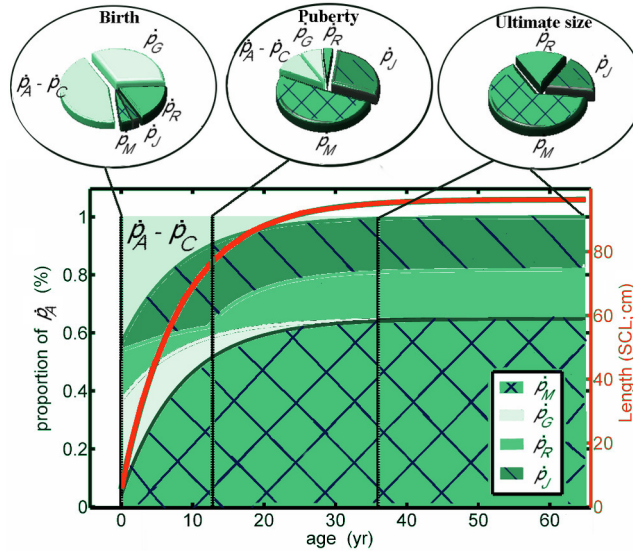 Birth
Puberty
Ultimate size
ṗG
ṗA - ṗC
ṗR
ṗJ
ṗM
ṗA - ṗC
ṗG
ṗR
ṗJ
pM
ṗR
ṗJ
pM
ṗA - ṗC
proportion of ṗA (%)
1
0.8
0.6
0.4
0.2
0
80
60
40
20
0
Length (SCL; cm)
ṗM
ṗG
ṗR
ṗJ
0 10 20 30 40 50 60
age (yr)